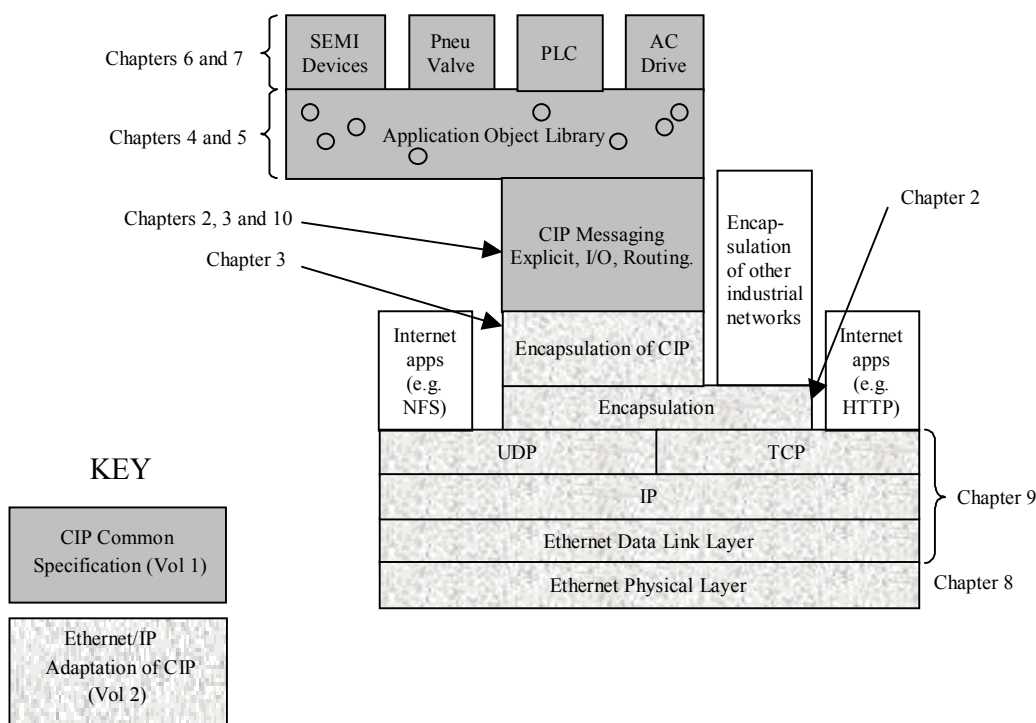 Chapters 6 and 7
SEMI
Devices
Pneu
Valve
PLC
AC
Drive
Chapters 4 and 5
Application Object Library
Chapters 2, 3 and 10
CIP Messaging
Explicit, I/O, Routing.
Encap-
sulation
of other
industrial
networks
Chapter 2
Chapter 3
Internet
apps
(e.g.
NFS)
Encapsulation of CIP
Internet
apps
(e.g.
HTTP)
Encapsulation
UDP
TCP
IP
Ethernet Data Link Layer
Chapter 9
Ethernet Physical Layer
Chapter 8
KEY
CIP Common
Specification (Vol 1)
Ethernet/IP
Adaptation of CIP
(Vol 2)